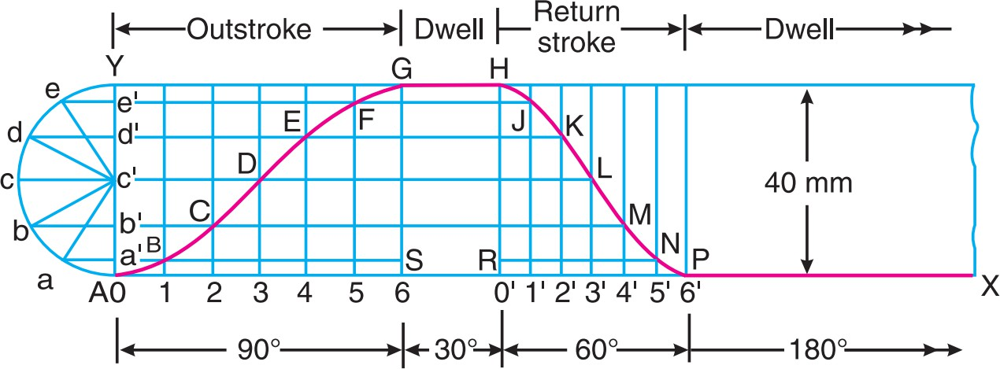 Outstroke Dwell Return stroke Dwell
Y G H
e e' J K
d d' E F
c c' D L 40 mm
b b' C M
a a' B S R N P
A0 1 2 3 4 5 6 0' 1' 2' 3' 4' 5' 6' X
90° 30° 60° 180°